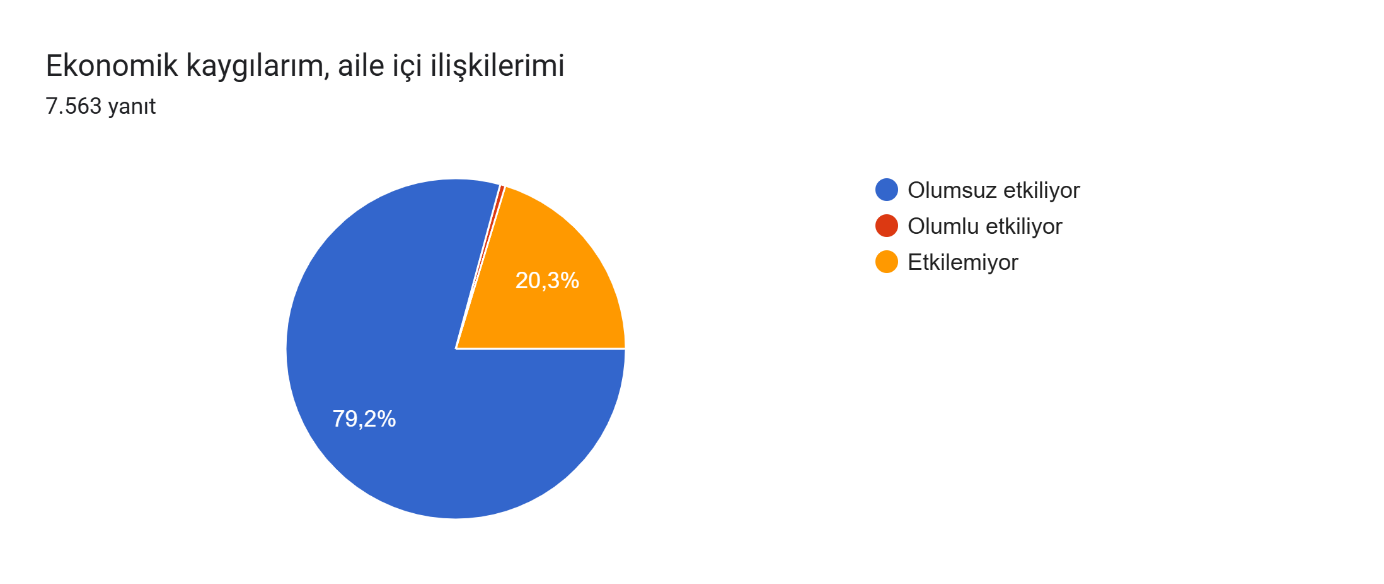 Ekonomik kaygılarım, aile içi ilişkilerimi
7.563 yanıt
Olumsuz etkiliyor
Olumlu etkiliyor
Etkilemiyor
20,3%
79,2%